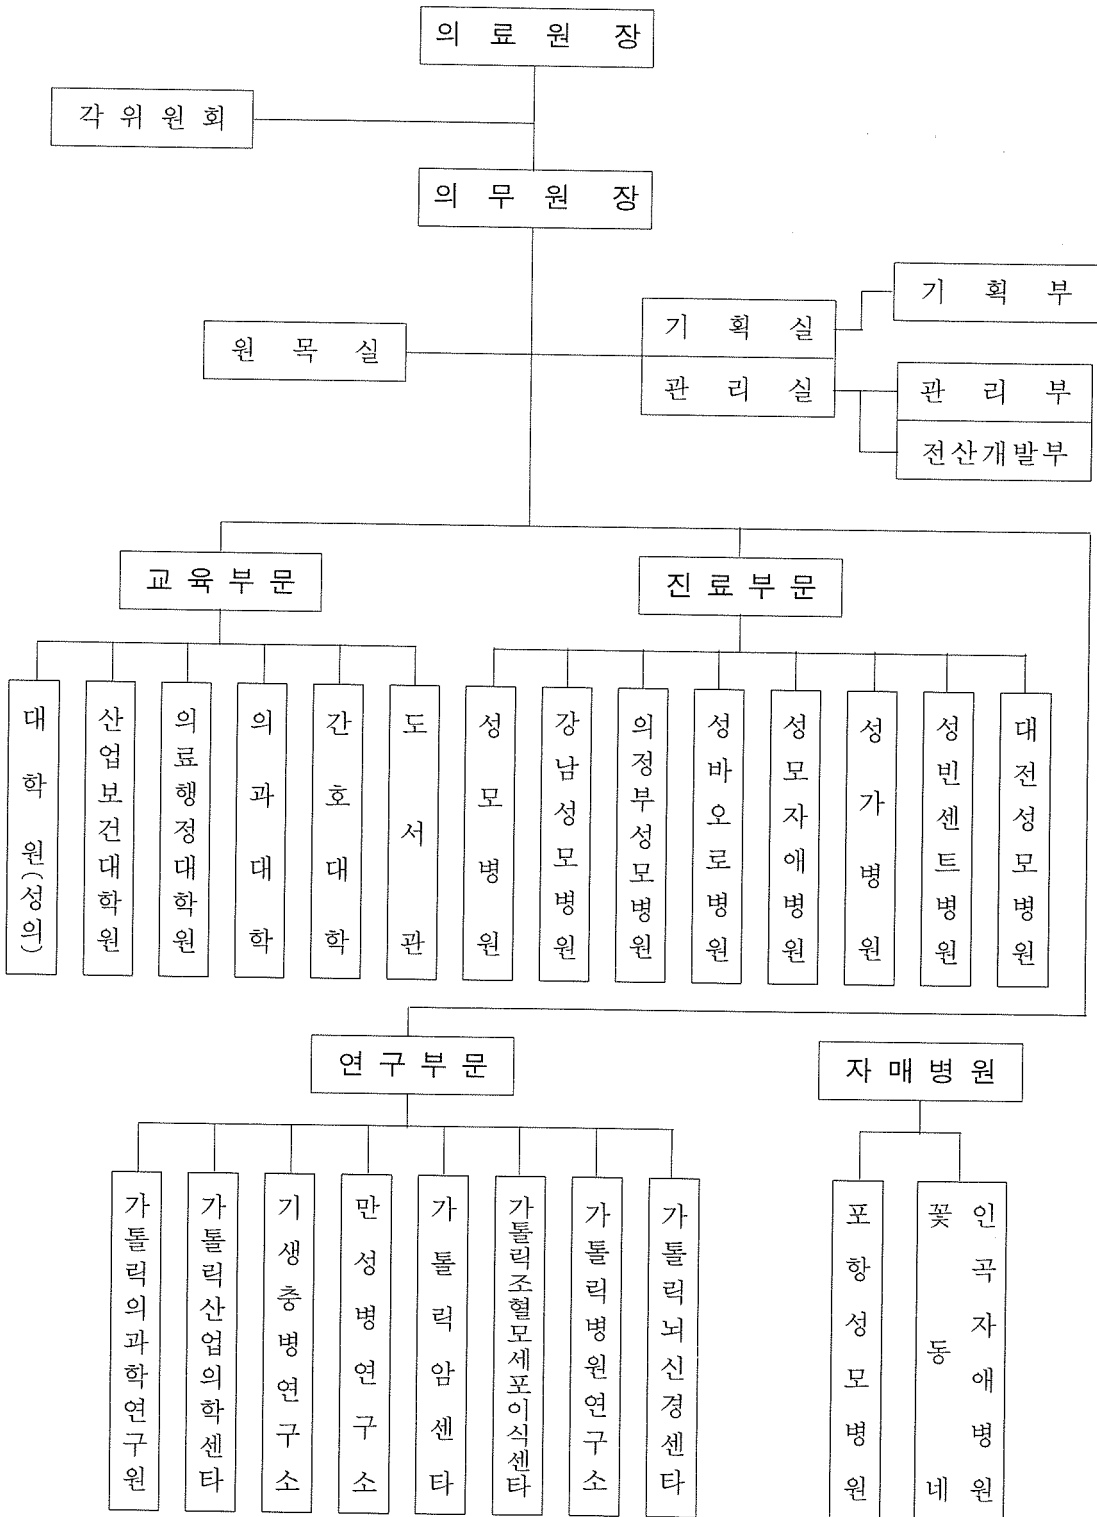 의 료 원 장
각 위 원 회
의 무 원 장
기 획 부
기 획 실
원 목 실
관 리 실
관 리 부
전산개발부
교 육 부 문
진 료 부 문
대 학 원(성의)
산업보건대학원
의료행정대학원
의 과 대 학
간 호 대 학
도 서 관
성 모 병 원
강남성모병원
의정부성모병원
성바오로병원
성모자애병원
성 가 병 원
성빈센트병원
대전성모병원
연 구 부 문
자 매 병 원
가톨릭의과학연구원
가톨릭산업의학센타
기생충병연구소
만성병연구소
가톨릭암센타
가톨릭조혈모세포이식센타
가톨릭병원연구소
가톨릭뇌신경센타
포항성모병원
꽃 동 네
인곡자애병원